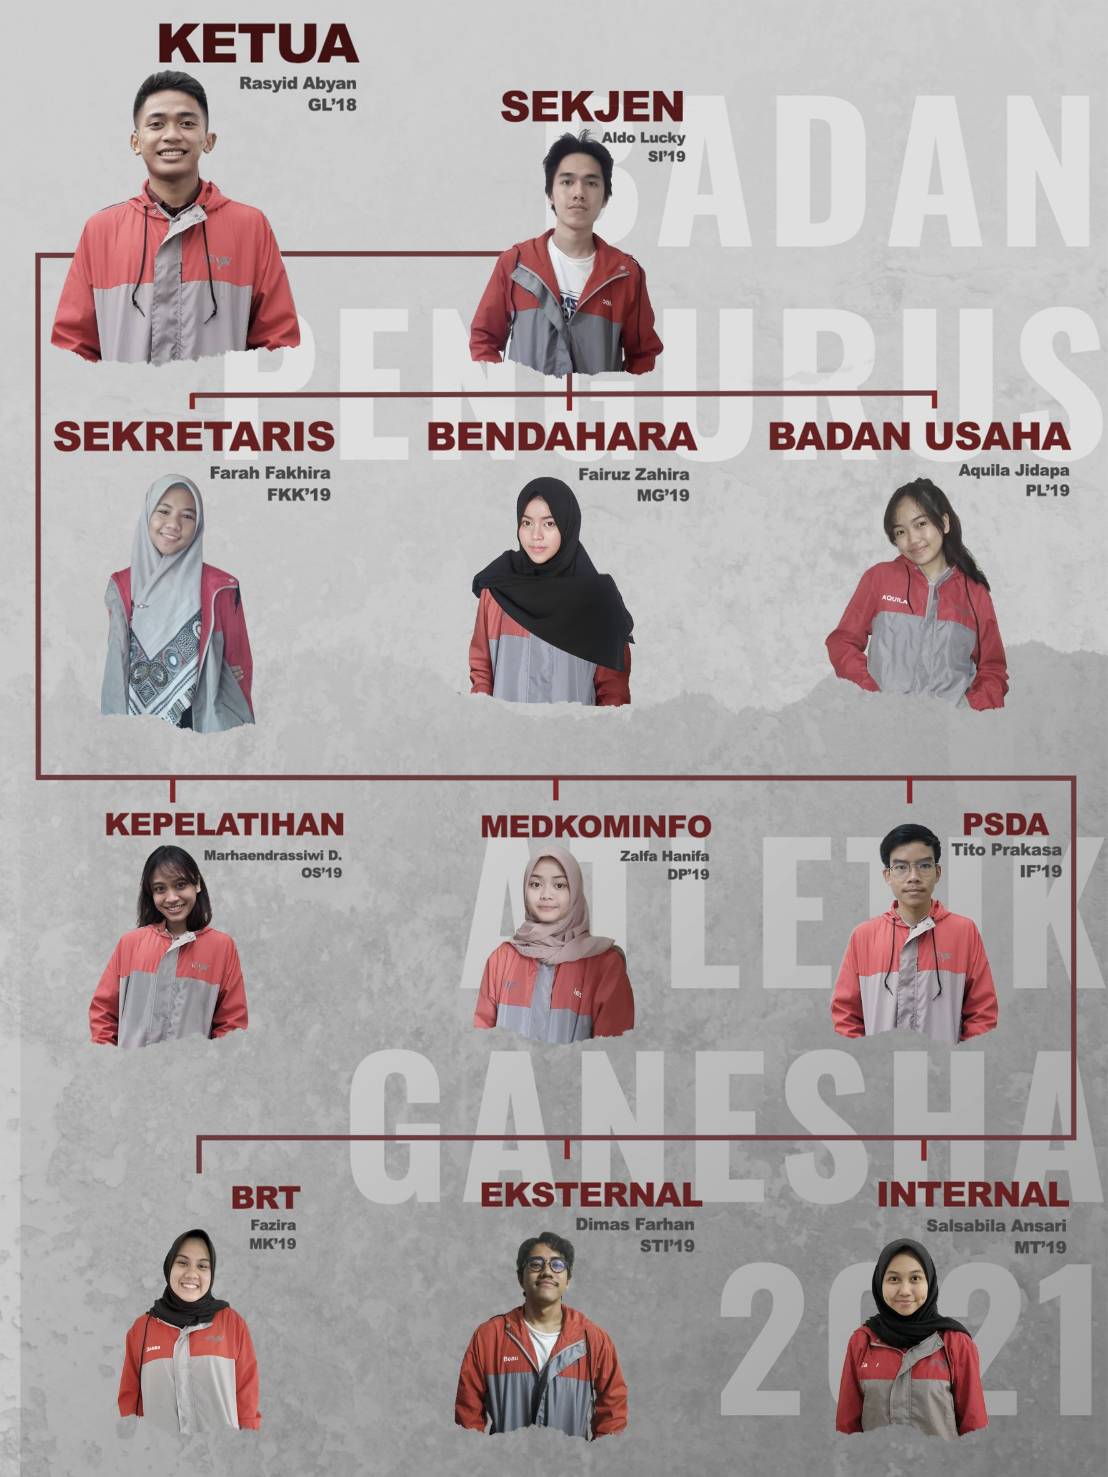 KETUA
Rasyid Abyan
GL'18
SEKJEN
Aldo Lucky
SI'19
BADAN
PENGURUS
SEKRETARIS
Farah Fakhira
FKK'19
BENDAHARA
Fairuz Zahira
MG'19
BADAN USAHA
Aquila Jidapa
PL'19
AQUILA
KEPELATIHAN
Marhaendrassiwi D.
OS'19
MEDKOMINFO
Zalfa Hanifa
DP'19
PSDA
Tito Prakasa
IF'19
ATLETIK
GANESHA
BRT
Fazira
MK'19
EKSTERNAL
Dimas Farhan
STI'19
Beau
INTERNAL
Salsabila Ansari
MT'19
2021